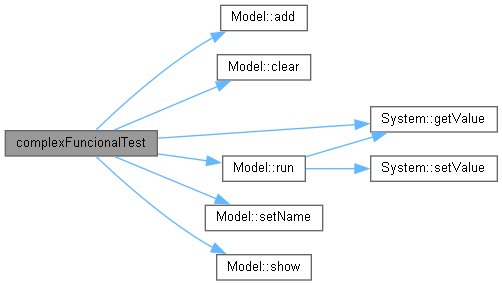 Model::add
Model::clear
System::getValue
complexFuncionalTest
Model::run
System::setValue
Model::setName
Model::show